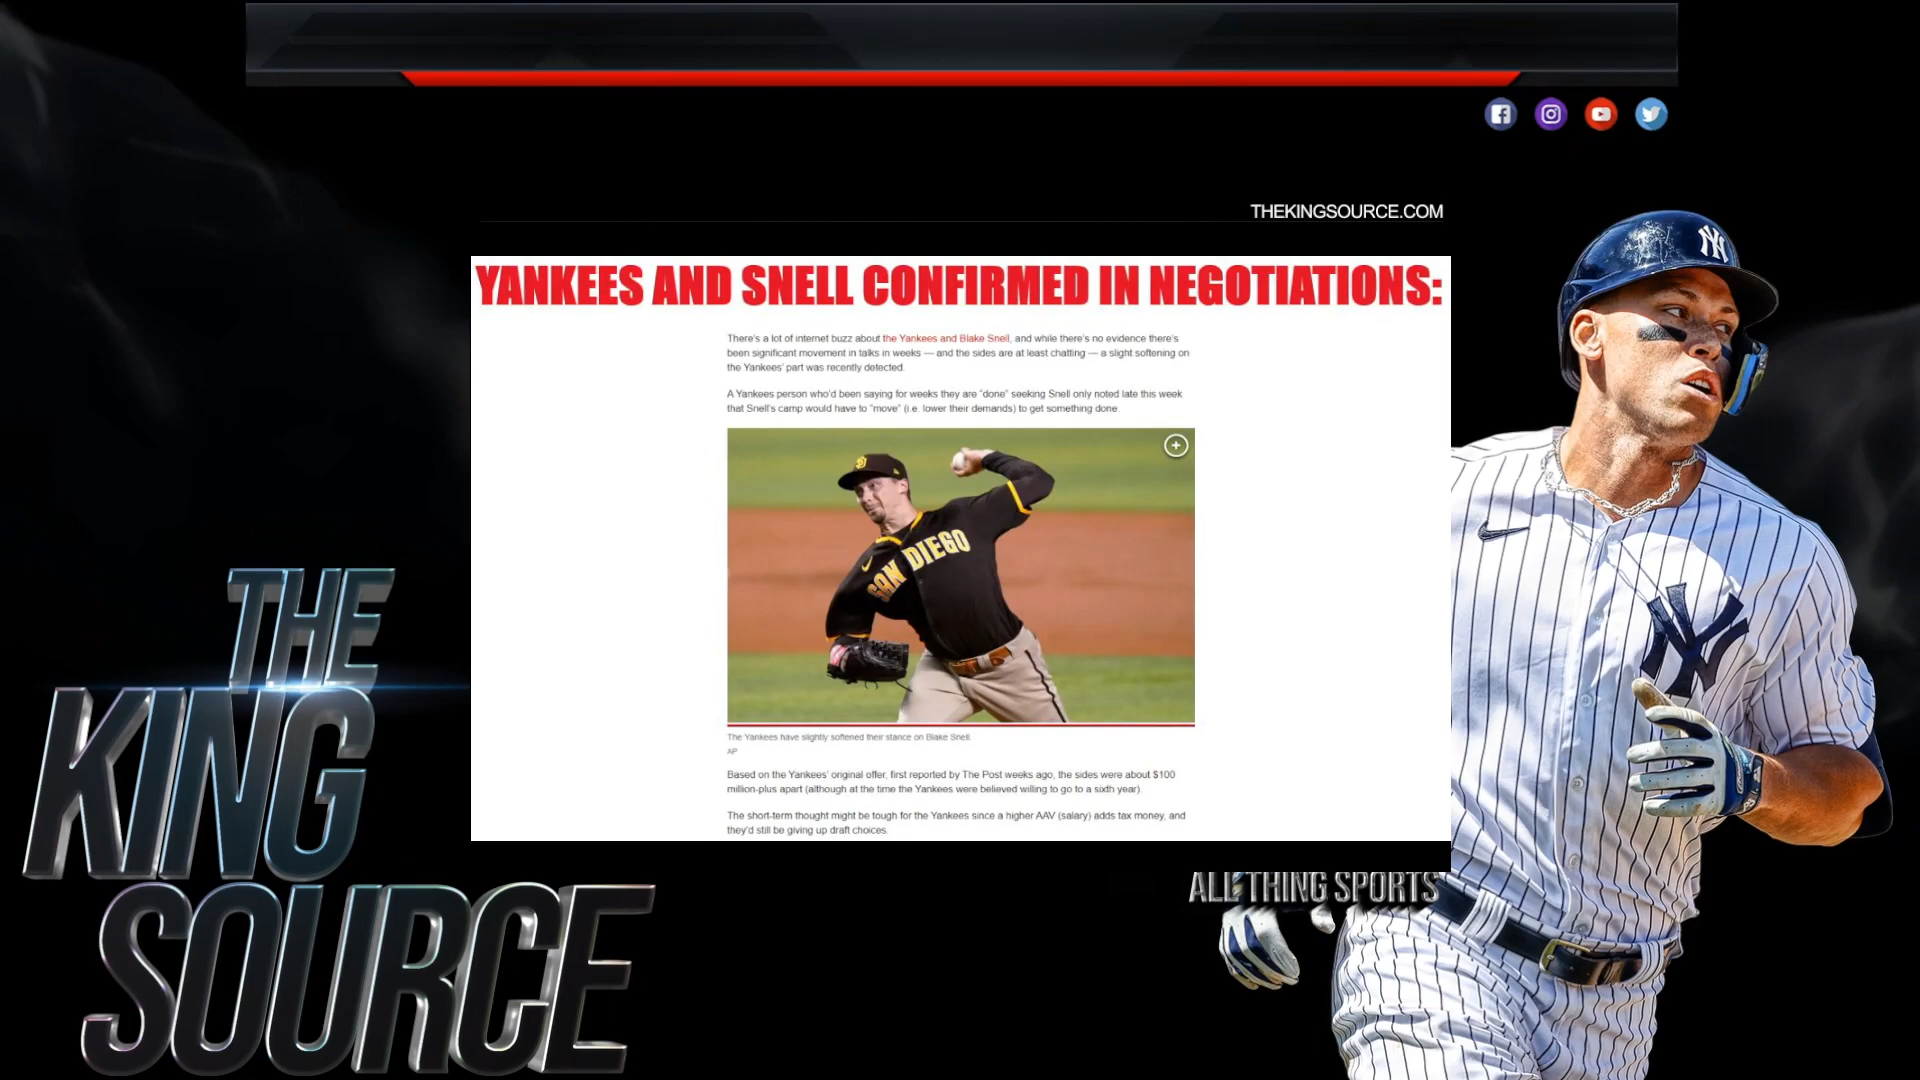 THEKINGSOURCE.COM
YANKEES AND SNELL CONFIRMED IN NEGOTIATIONS:
There's a lot of internet buzz about the Yankees and Blake Snell, and while there's no evidence there's
been significant movement in talks in weeks — and the sides are at least chatting — a slight softening on
the Yankees' part was recently detected.
A Yankees person who'd been saying for weeks they are "done" seeking Snell only noted late this week
that Snell's camp would have to "move" (i.e. lower their demands) to get something done.
SAN DIEGO
The Yankees have slightly softened their stance on Blake Snell.
AP
Based on the Yankees' original offer, first reported by The Post weeks ago, the sides were about $100
million-plus apart (although at the time the Yankees were believed willing to go to a sixth year).
The short-term thought might be tough for the Yankees since a higher AAV (salary) adds tax money, and
they'd still be giving up draft choices.
THE
KING
SOURCE
ALL THING SPORTS
NY
NY